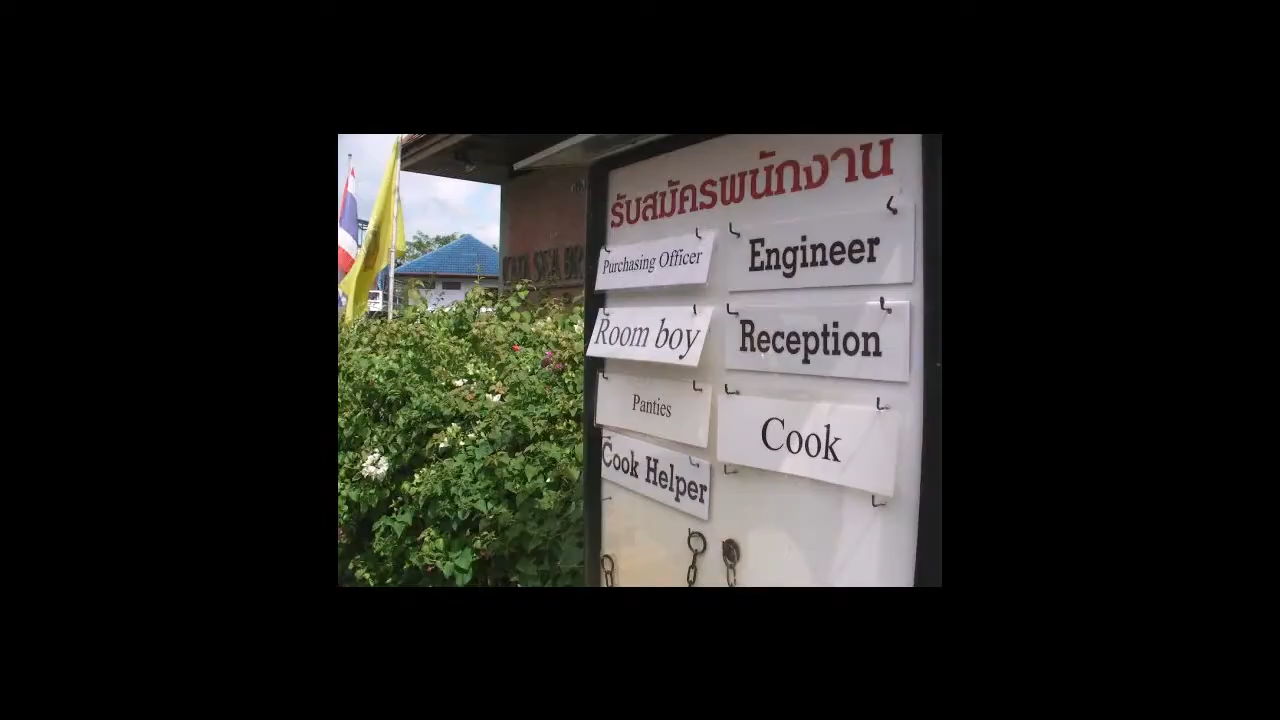 รับสมัครพนักงาน
Purchasing Officer
Engineer
Room boy
Reception
Panties
Cook
Cook Helper